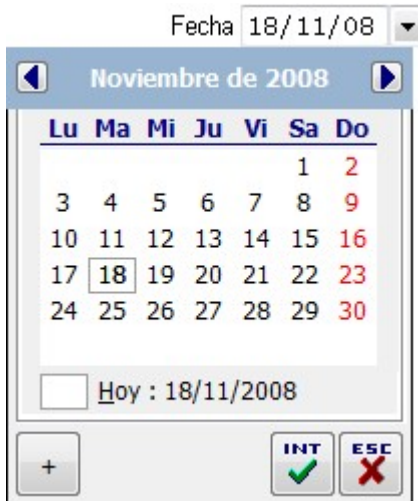 Fecha 18/11/08
Noviembre de 2008
Lu Ma Mi Ju Vi Sa Do
1 2
3 4 5 6 7 8 9
10 11 12 13 14 15 16
17 18 19 20 21 22 23
24 25 26 27 28 29 30
Hoy : 18/11/2008
+ INT ESC